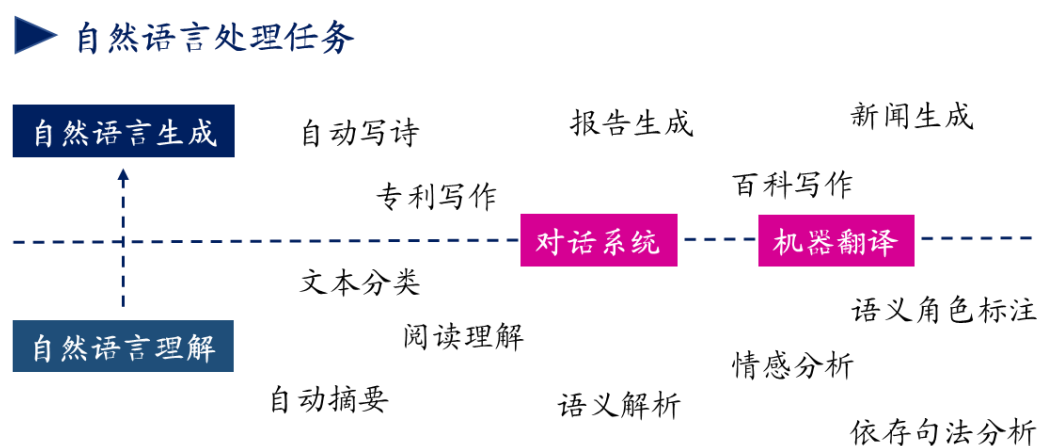 自然语言处理任务
自然语言生成
自动写诗
报告生成
新闻生成
专利写作
百科写作
对话系统
机器翻译
文本分类
语义角色标注
阅读理解
自然语言理解
情感分析
自动摘要
语义解析
依存句法分析